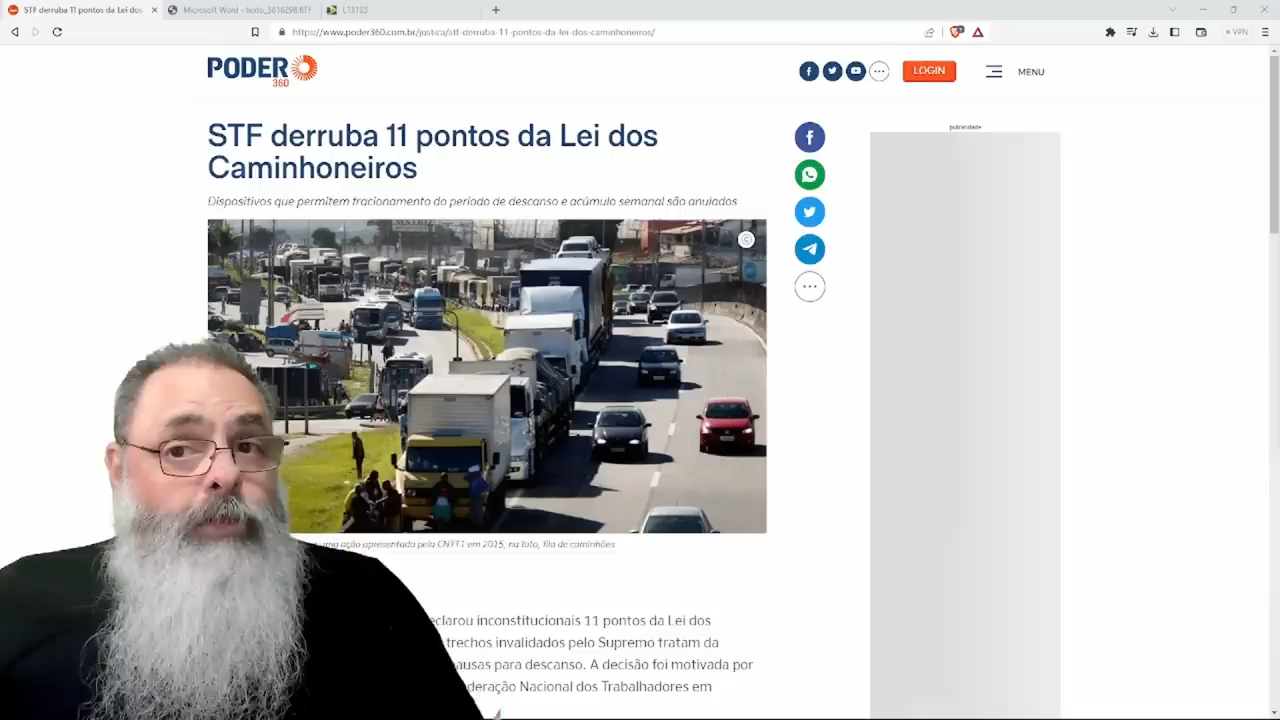 STF derruba 11 pontos da Lei dos
Microsoft Word - texto_5816298.RTF
L13103
https://www.poder360.com.br/justica/stf-derruba-11-pontos-da-lei-dos-caminhoneiros/
VPN
PODER
360
LOGIN
MENU
STF derruba 11 pontos da Lei dos
Caminhoneiros
Dispositivos que permitem fracionamento do período de descanso e acúmulo semanal são anulados
publicidade
uma ação apresentada pela CNTT1 em 2015; na foto, fila de caminhões
eclarou inconstitucionais 11 pontos da Lei dos
trechos invalidados pelo Supremo tratam da
ausas para descanso. A decisão foi motivada por
deração Nacional dos Trabalhadores em